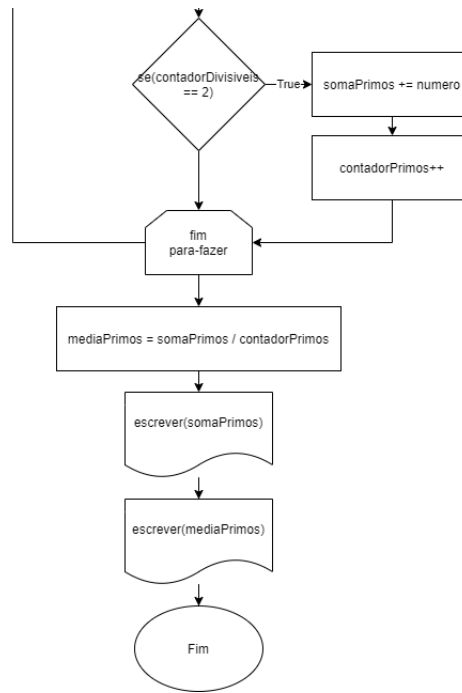 se(contadorDivisiveis
== 2)
True
somaPrimos += numero
contadorPrimos++
fim
para-fazer
mediaPrimos = somaPrimos / contadorPrimos
escrever(somaPrimos)
escrever(mediaPrimos)
Fim